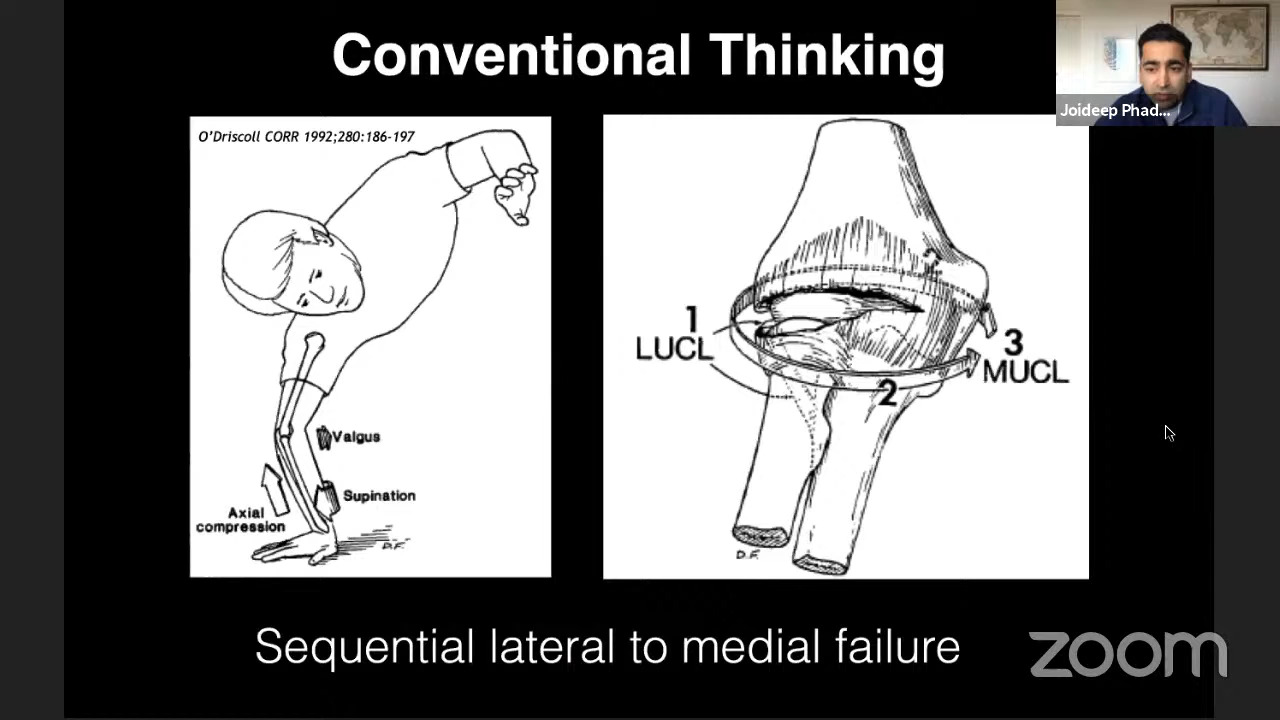 Conventional Thinking
Joideep Phad...
O'Driscoll CORR 1992;280:186-197
Valgus
Supination
Axial
compression
D.F.
1
LUCL
2
3
MUCL
D.F.
Sequential lateral to medial failure
zoom